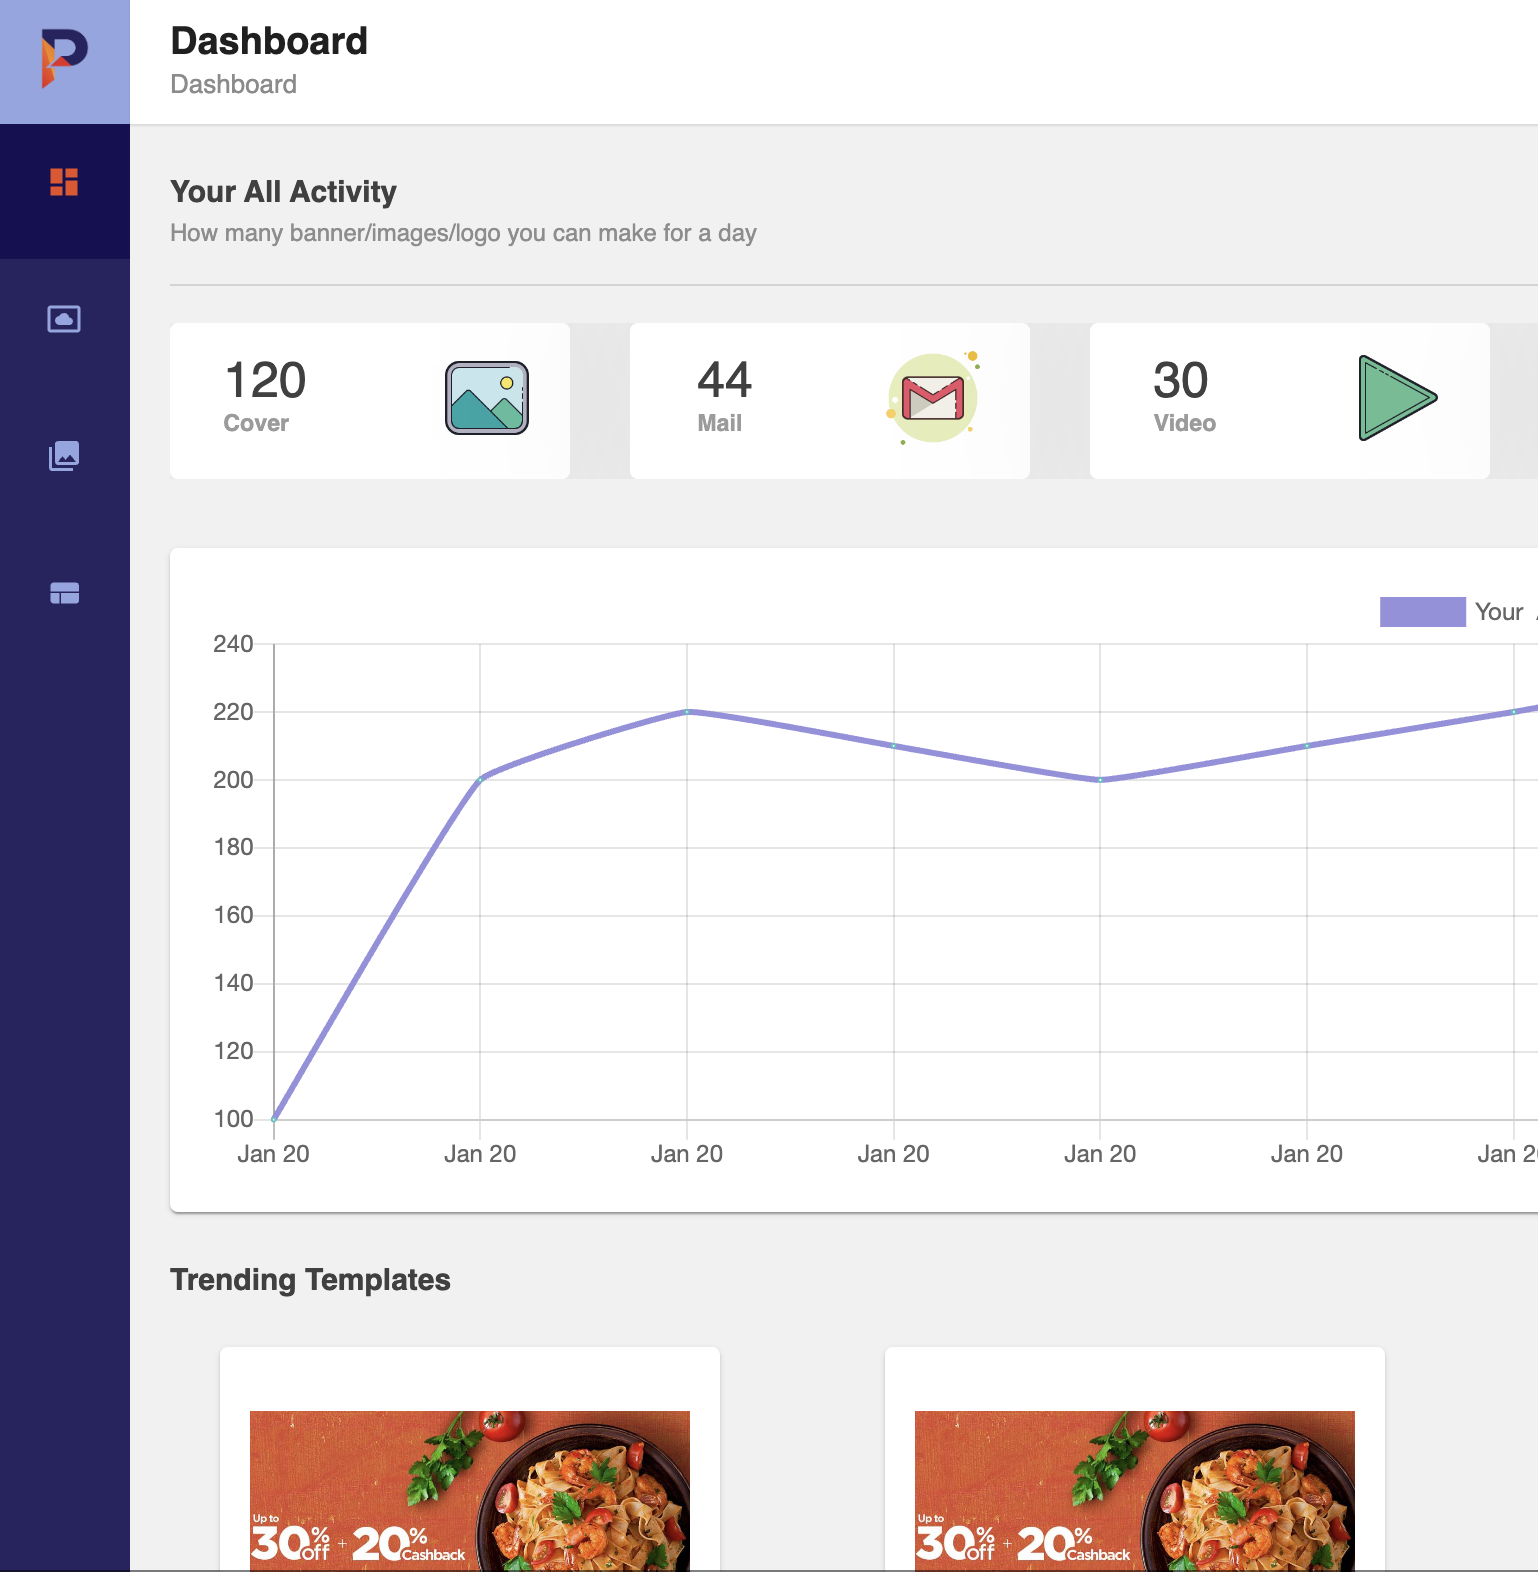 Dashboard
Dashboard
Your All Activity
How many banner/images/logo you can make for a day
120
Cover
44
Mail
30
Video
Your
240
220
200
180
160
140
120
100
Jan 20 Jan 20 Jan 20 Jan 20 Jan 20 Jan 20 Jan
Trending Templates
Up to
30% off + 20% Cashback
Up to
30% off + 20% Cashback